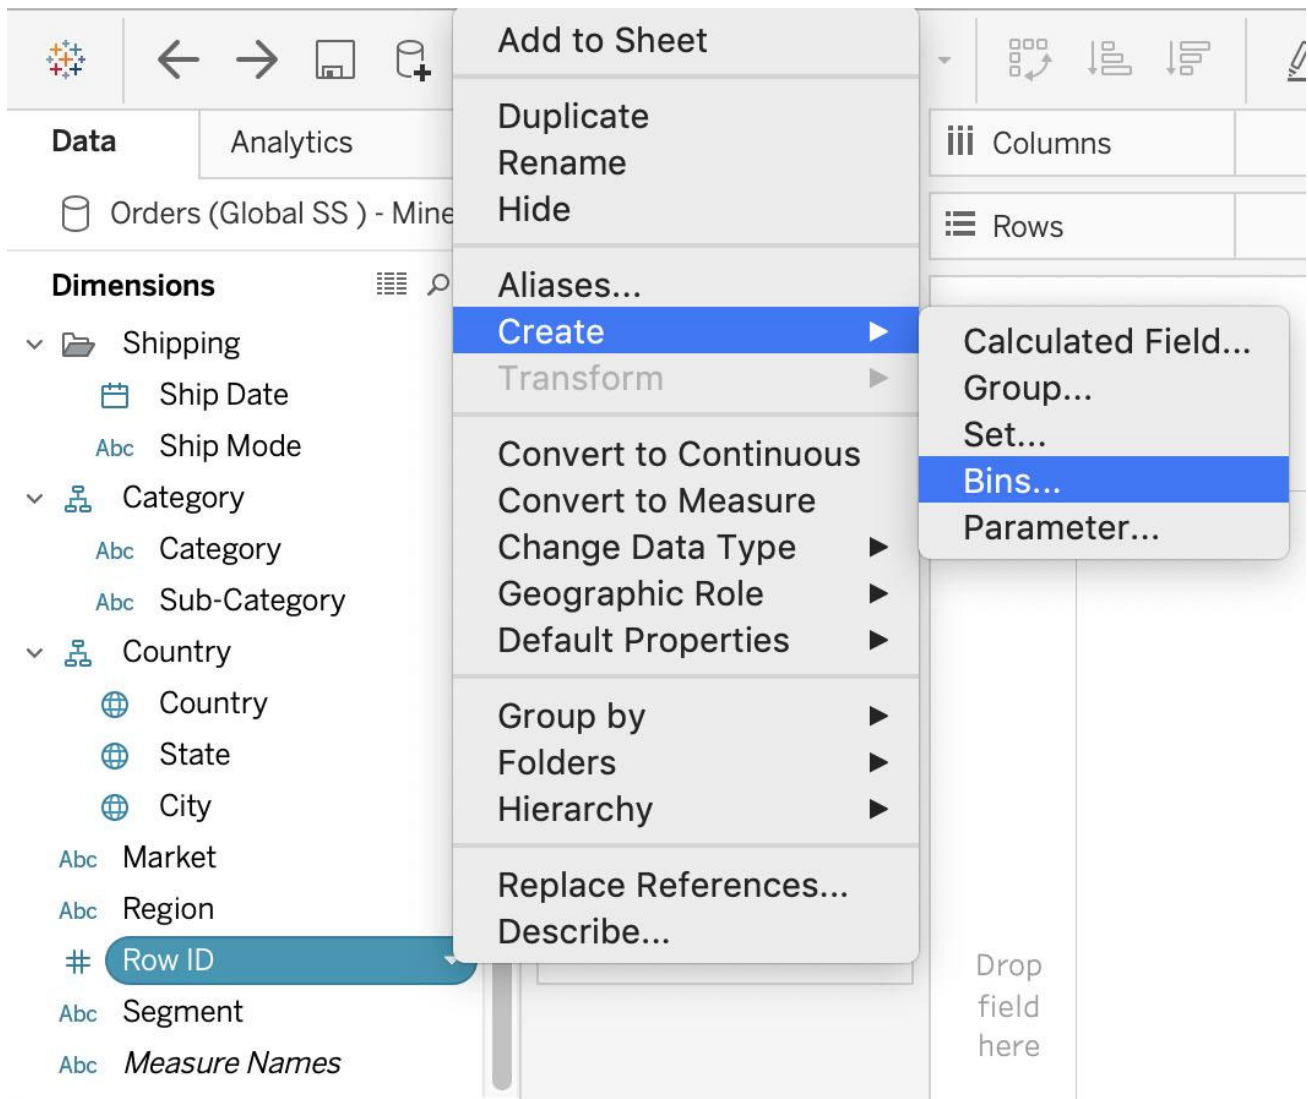 Data
Analytics
Orders (Global SS ) - Mine
Dimensions
Shipping
Ship Date
Abc Ship Mode
Category
Abc Category
Abc Sub-Category
Country
Country
State
City
Abc Market
Abc Region
# Row ID
Abc Segment
Abc Measure Names
Add to Sheet
Duplicate
Rename
Hide
Aliases...
Create
Transform
Convert to Continuous
Convert to Measure
Change Data Type
Geographic Role
Default Properties
Group by
Folders
Hierarchy
Replace References...
Describe...
Columns
Rows
Calculated Field...
Group...
Set...
Bins...
Parameter...
Drop
field
here